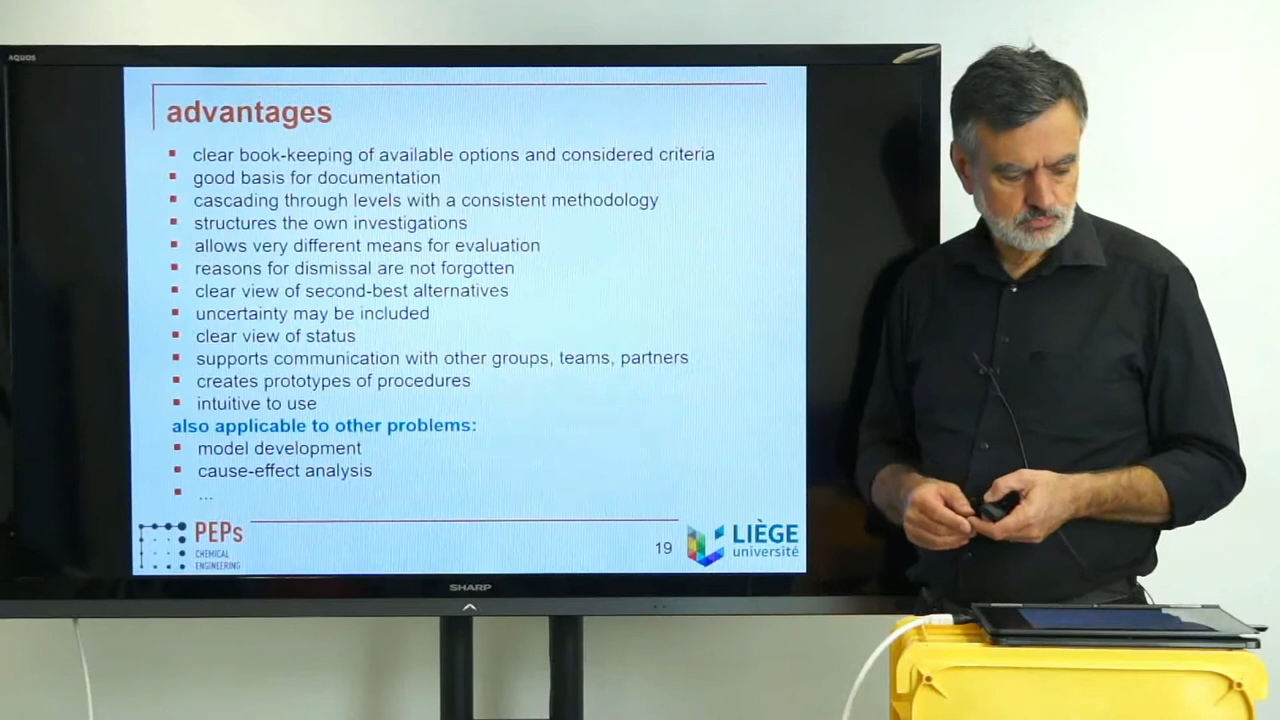 AQUOS
advantages
clear book-keeping of available options and considered criteria
good basis for documentation
cascading through levels with a consistent methodology
structures the own investigations
allows very different means for evaluation
reasons for dismissal are not forgotten
clear view of second-best alternatives
uncertainty may be included
clear view of status
supports communication with other groups, teams, partners
creates prototypes of procedures
intuitive to use
also applicable to other problems:
model development
cause-effect analysis
...
PEPs
CHEMICAL
ENGINEERING
19
LIÈGE
université
SHARP